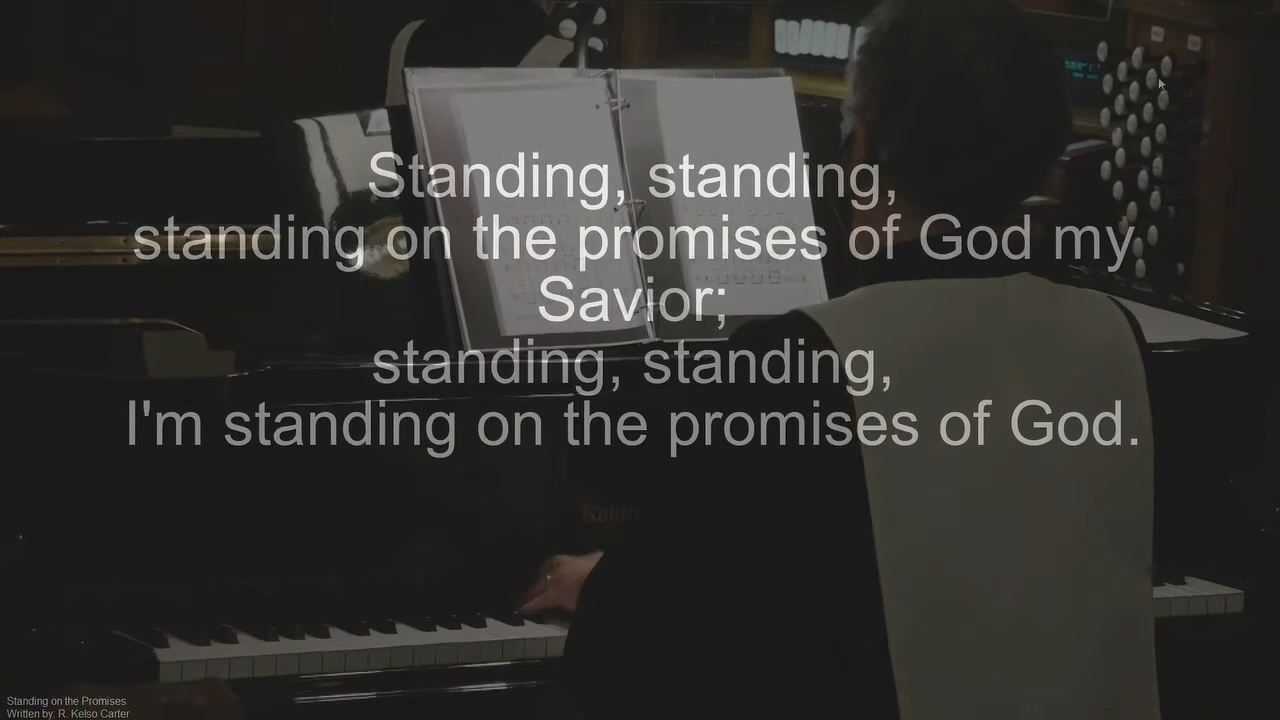 Standing, standing,
standing on the promises of God my
Savior;
standing, standing,
I'm standing on the promises of God.
Standing on the Promises
Written by: R. Kelso Carter